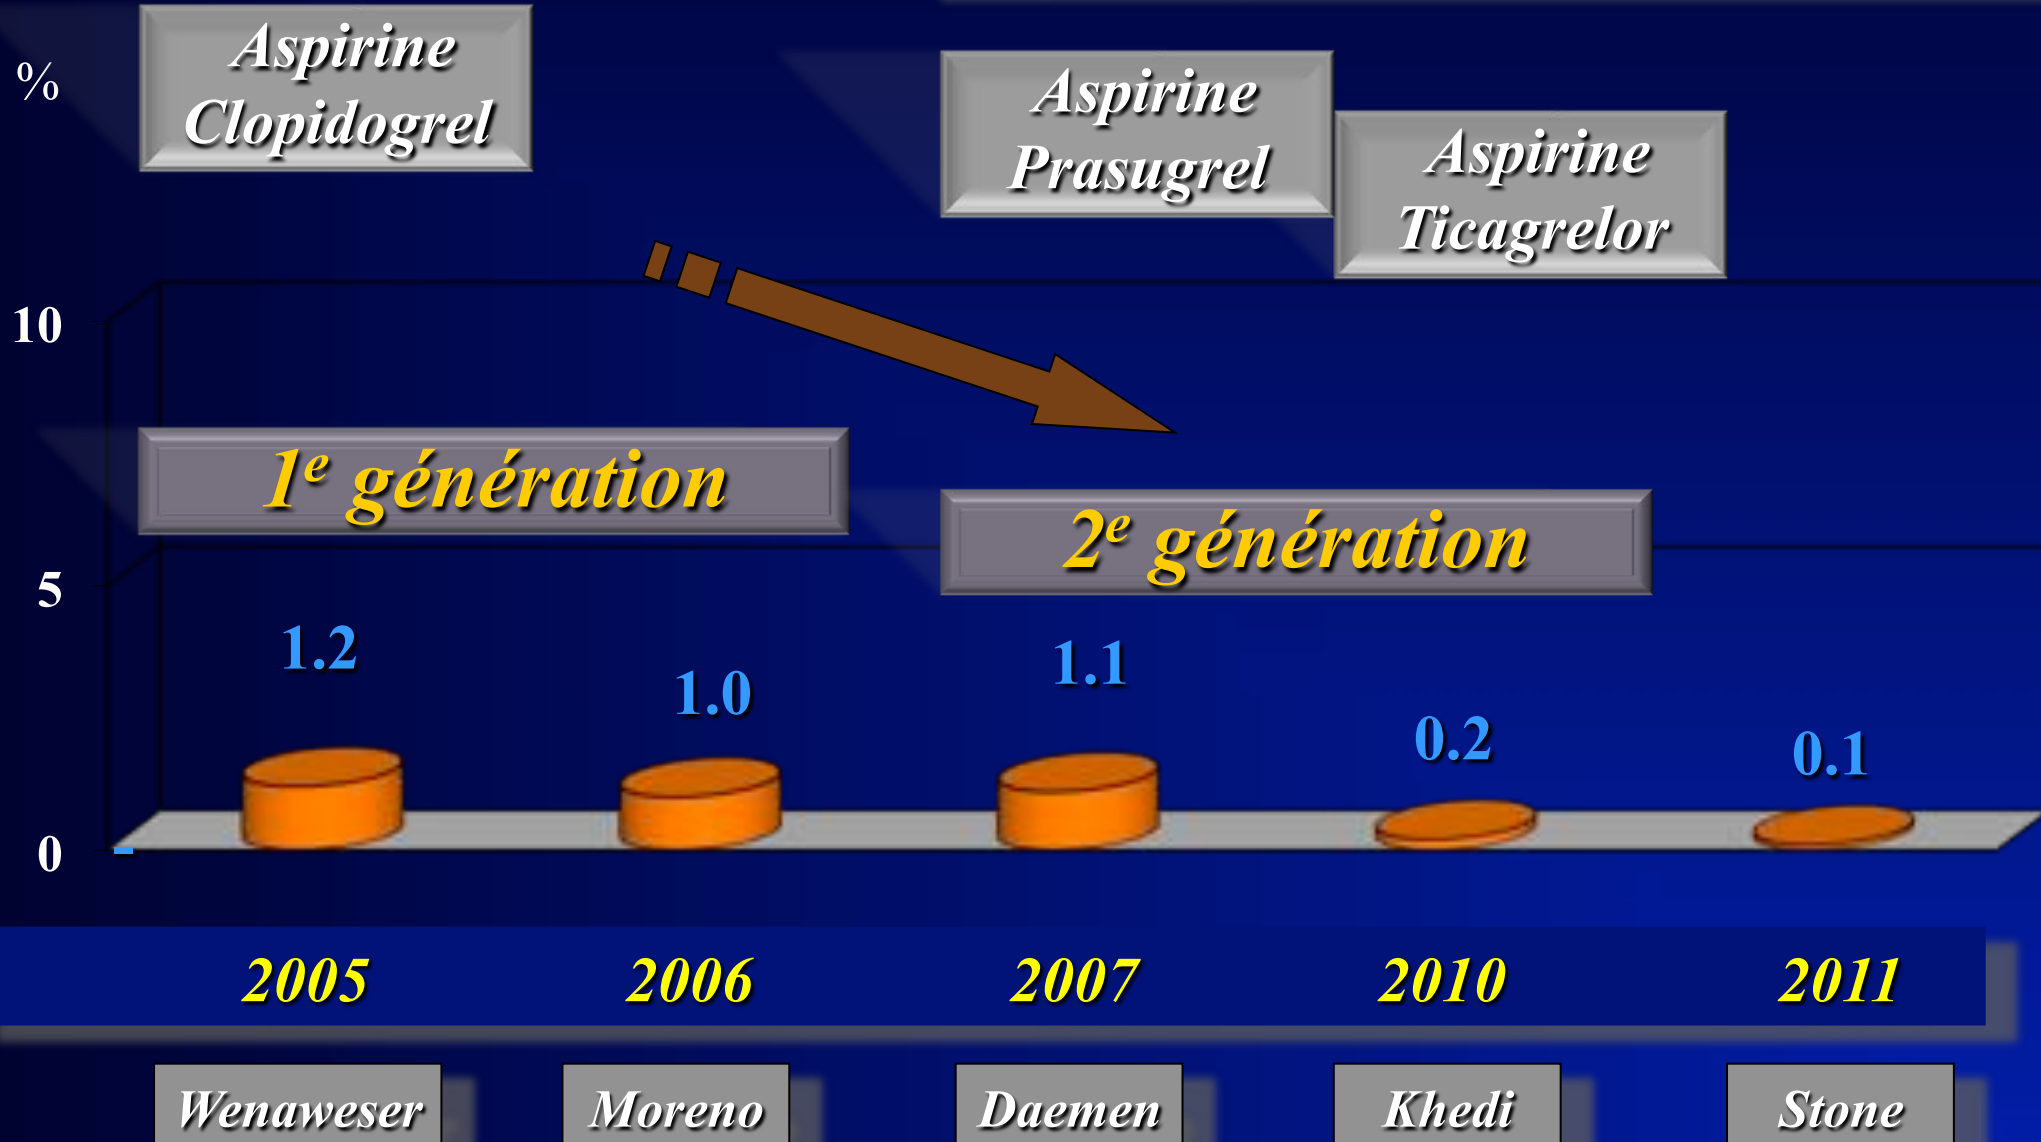 %
Aspirine
Clopidogrel
Aspirine
Prasugrel
Aspirine
Ticagrelor
10
1e génération
2e génération
5
1.2
1.0
1.1
0.2
0.1
0
2005
2006
2007
2010
2011
Wenaweser
Moreno
Daemen
Khedi
Stone